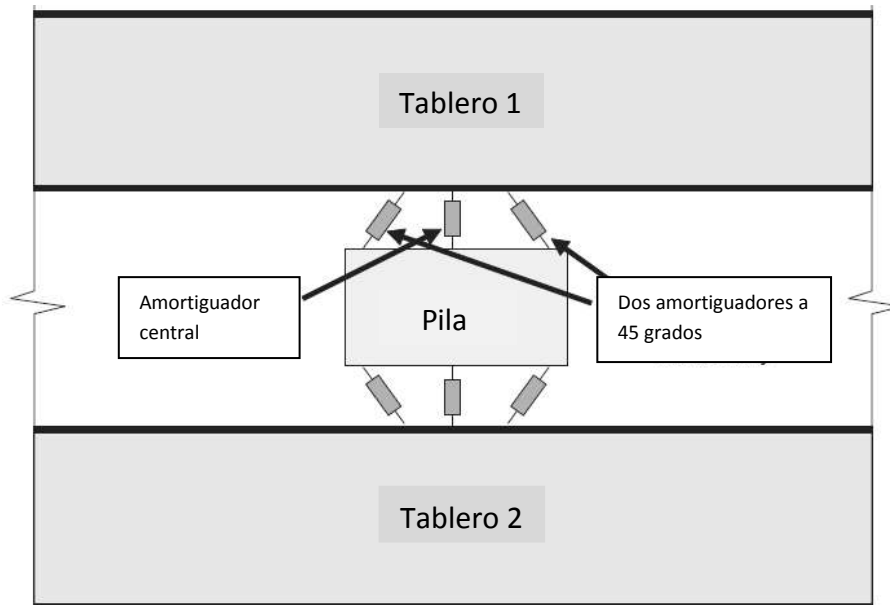 Tablero 1
Amortiguador
central
Pila
Dos amortiguadores a
45 grados
Tablero 2